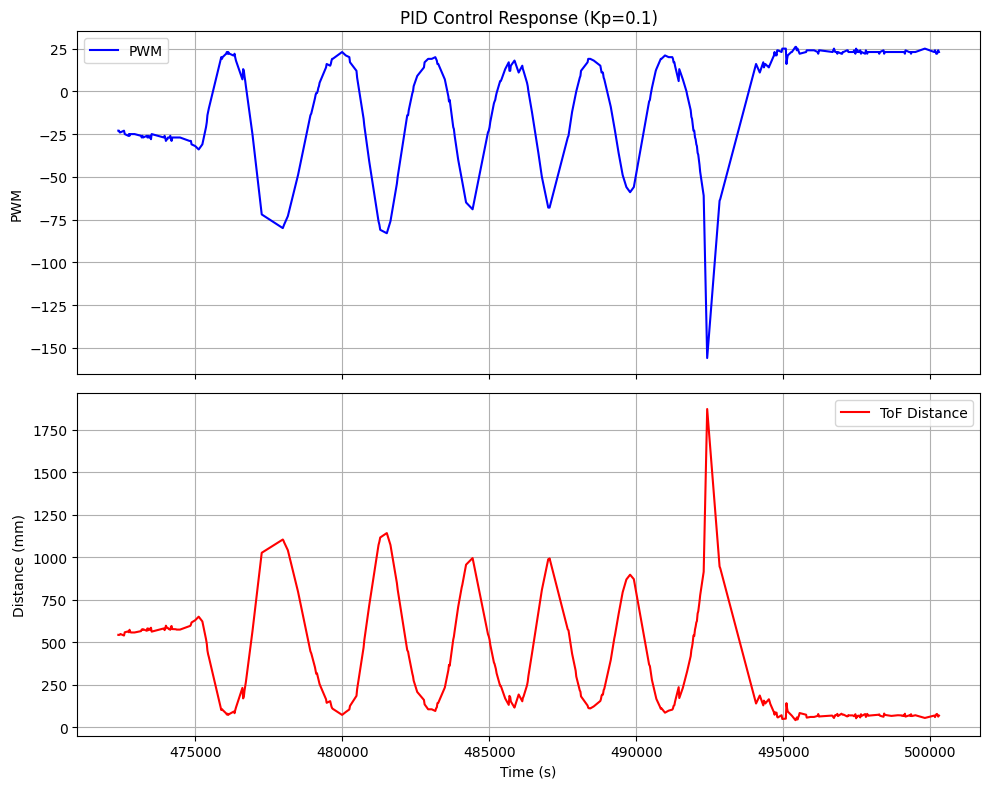 PID Control Response (Kp=0.1)
PWM
25
0
−25
−50
−75
−100
−125
−150
PWM
ToF Distance
1750
1500
1250
1000
750
500
250
0
Distance (mm)
475000 480000 485000 490000 495000 500000
Time (s)